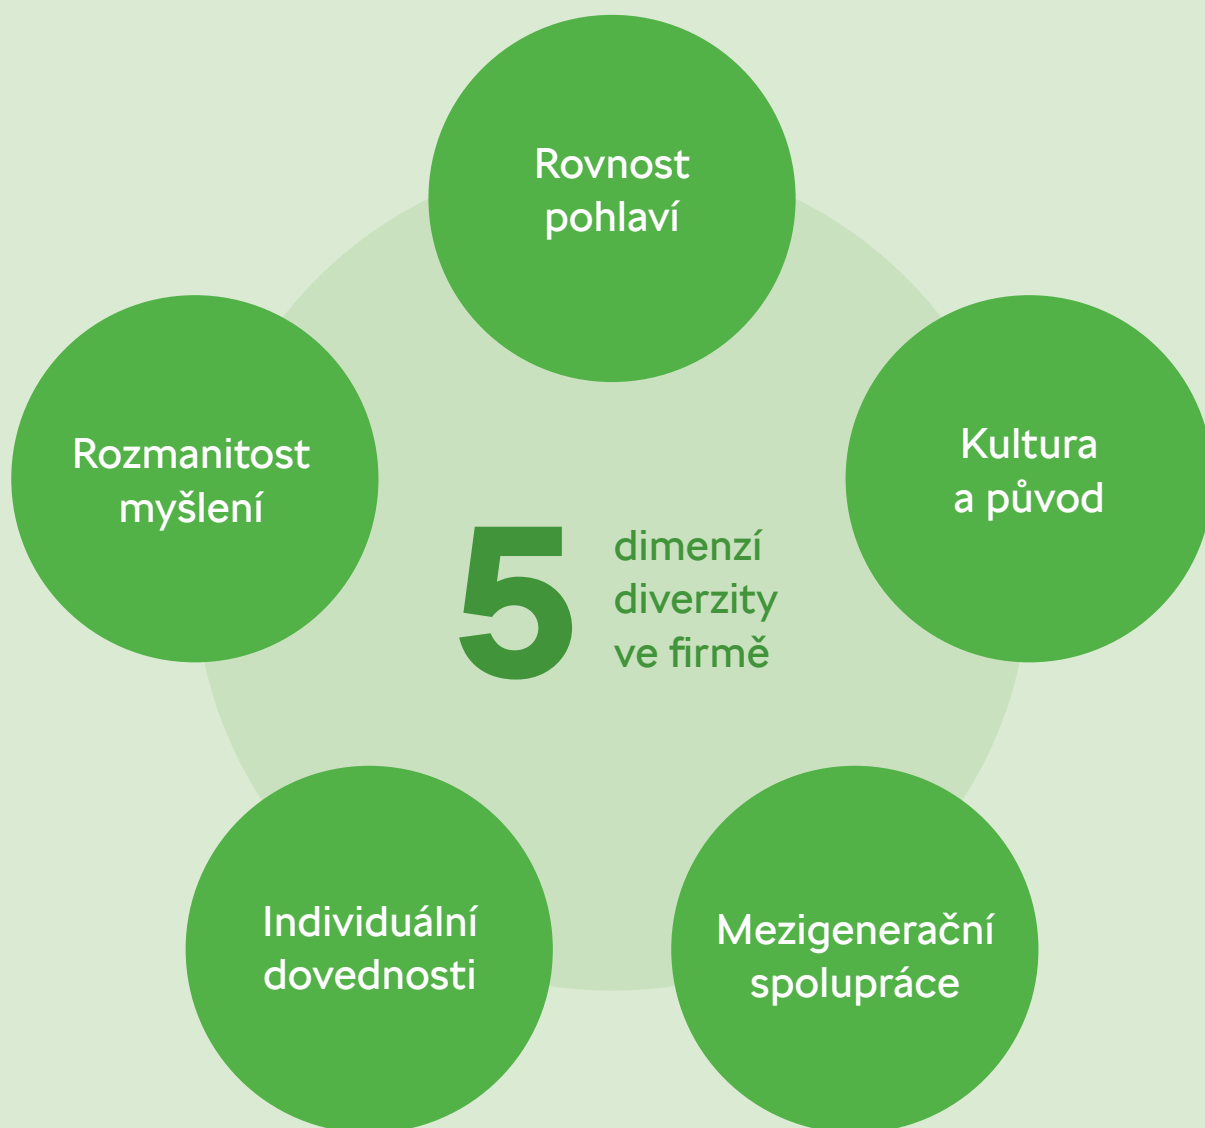 Rovnost
pohlaví
Kultura
a původ
Rozmanitost
myšlení
5
dimenzí
diverzity
ve firmě
Individuální
dovednosti
Mezigenerační
spolupráce